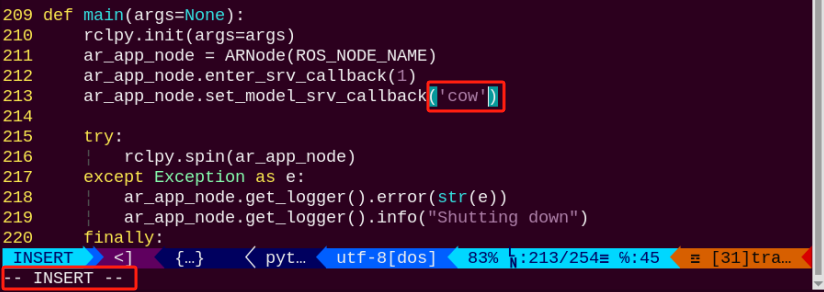 209 def main(args=None):
210     rclpy.init(args=args)
211     ar_app_node = ARNode(ROS_NODE_NAME)
212     ar_app_node.enter_srv_callback(1)
213     ar_app_node.set_model_srv_callback('cow')
214
215     try:
216     ¦   rclpy.spin(ar_app_node)
217     except Exception as e:
218     ¦   ar_app_node.get_logger().error(str(e))
219     ¦   ar_app_node.get_logger().info("Shutting down")
220     finally:
INSERT <] {…} pyt… utf-8[dos] 83% ␤:213/254≡ ℅:45 [31]tra…
-- INSERT --